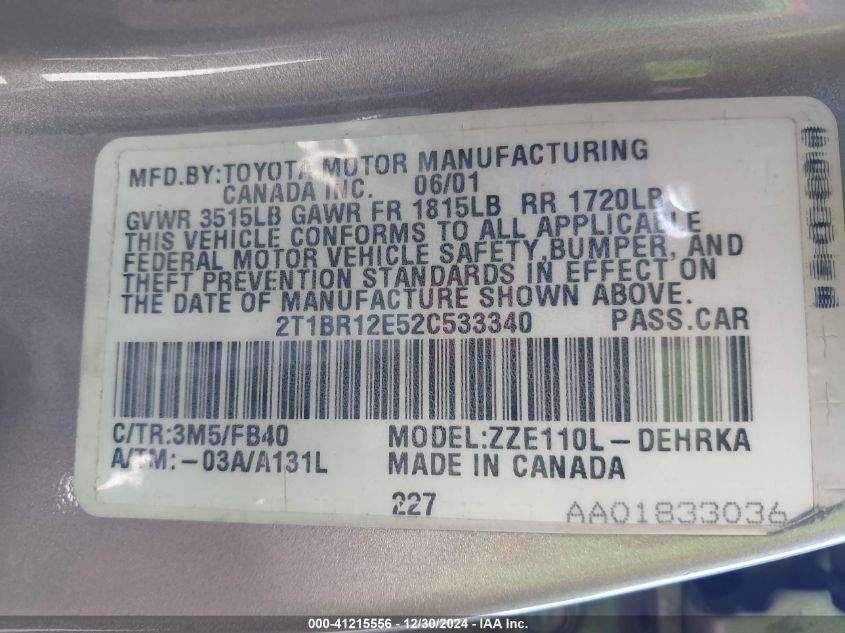 MFD.BY:TOYOTA MOTOR MANUFACTURING
CANADA INC. 06/01
GVWR 3515LB GAWR FR 1815LB RR 1720LB
THIS VEHICLE CONFORMS TO ALL APPLICABLE
FEDERAL MOTOR VEHICLE SAFETY,BUMPER, AND
THEFT PREVENTION STANDARDS IN EFFECT ON
THE DATE OF MANUFACTURE SHOWN ABOVE.
2T1BR12E52C533340 PASS.CAR
C/TR:3M5/FB40 MODEL:ZZE110L-DEHRKA
A/TM:-03A/A131L MADE IN CANADA
227 AA01833036
000-41215556 - 12/30/2024 - IAA Inc.